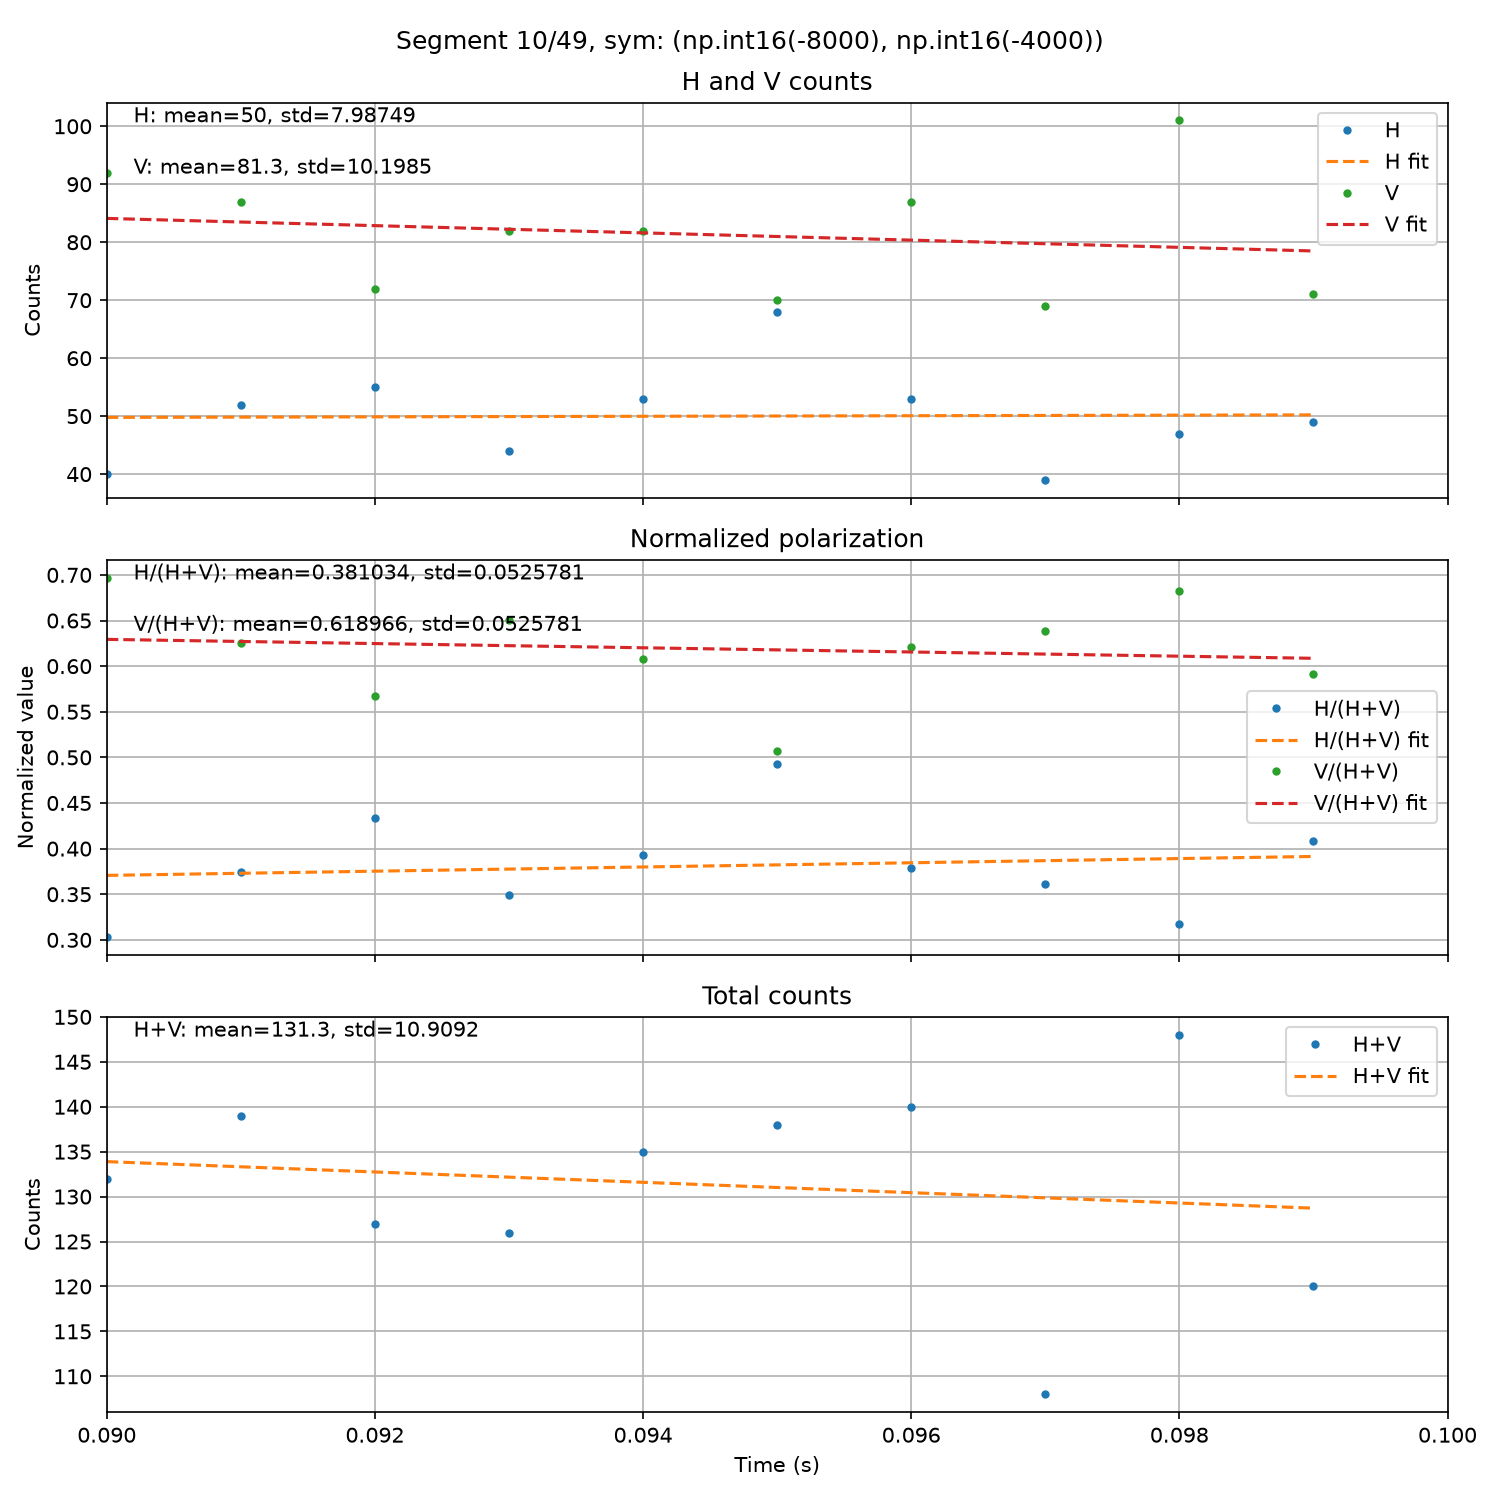 Segment 10/49, sym: (np.int16(-8000), np.int16(-4000))
H and V counts
H: mean=50, std=7.98749
V: mean=81.3, std=10.1985
100
90
80
70
60
50
40
Counts
H
H fit
V
V fit
Normalized polarization
H/(H+V): mean=0.381034, std=0.0525781
V/(H+V): mean=0.618966, std=0.0525781
0.70
0.65
0.60
0.55
0.50
0.45
0.40
0.35
0.30
Normalized value
H/(H+V)
H/(H+V) fit
V/(H+V)
V/(H+V) fit
Total counts
H+V: mean=131.3, std=10.9092
150
145
140
135
130
125
120
115
110
Counts
H+V
H+V fit
0.090
0.092
0.094
0.096
0.098
0.100
Time (s)